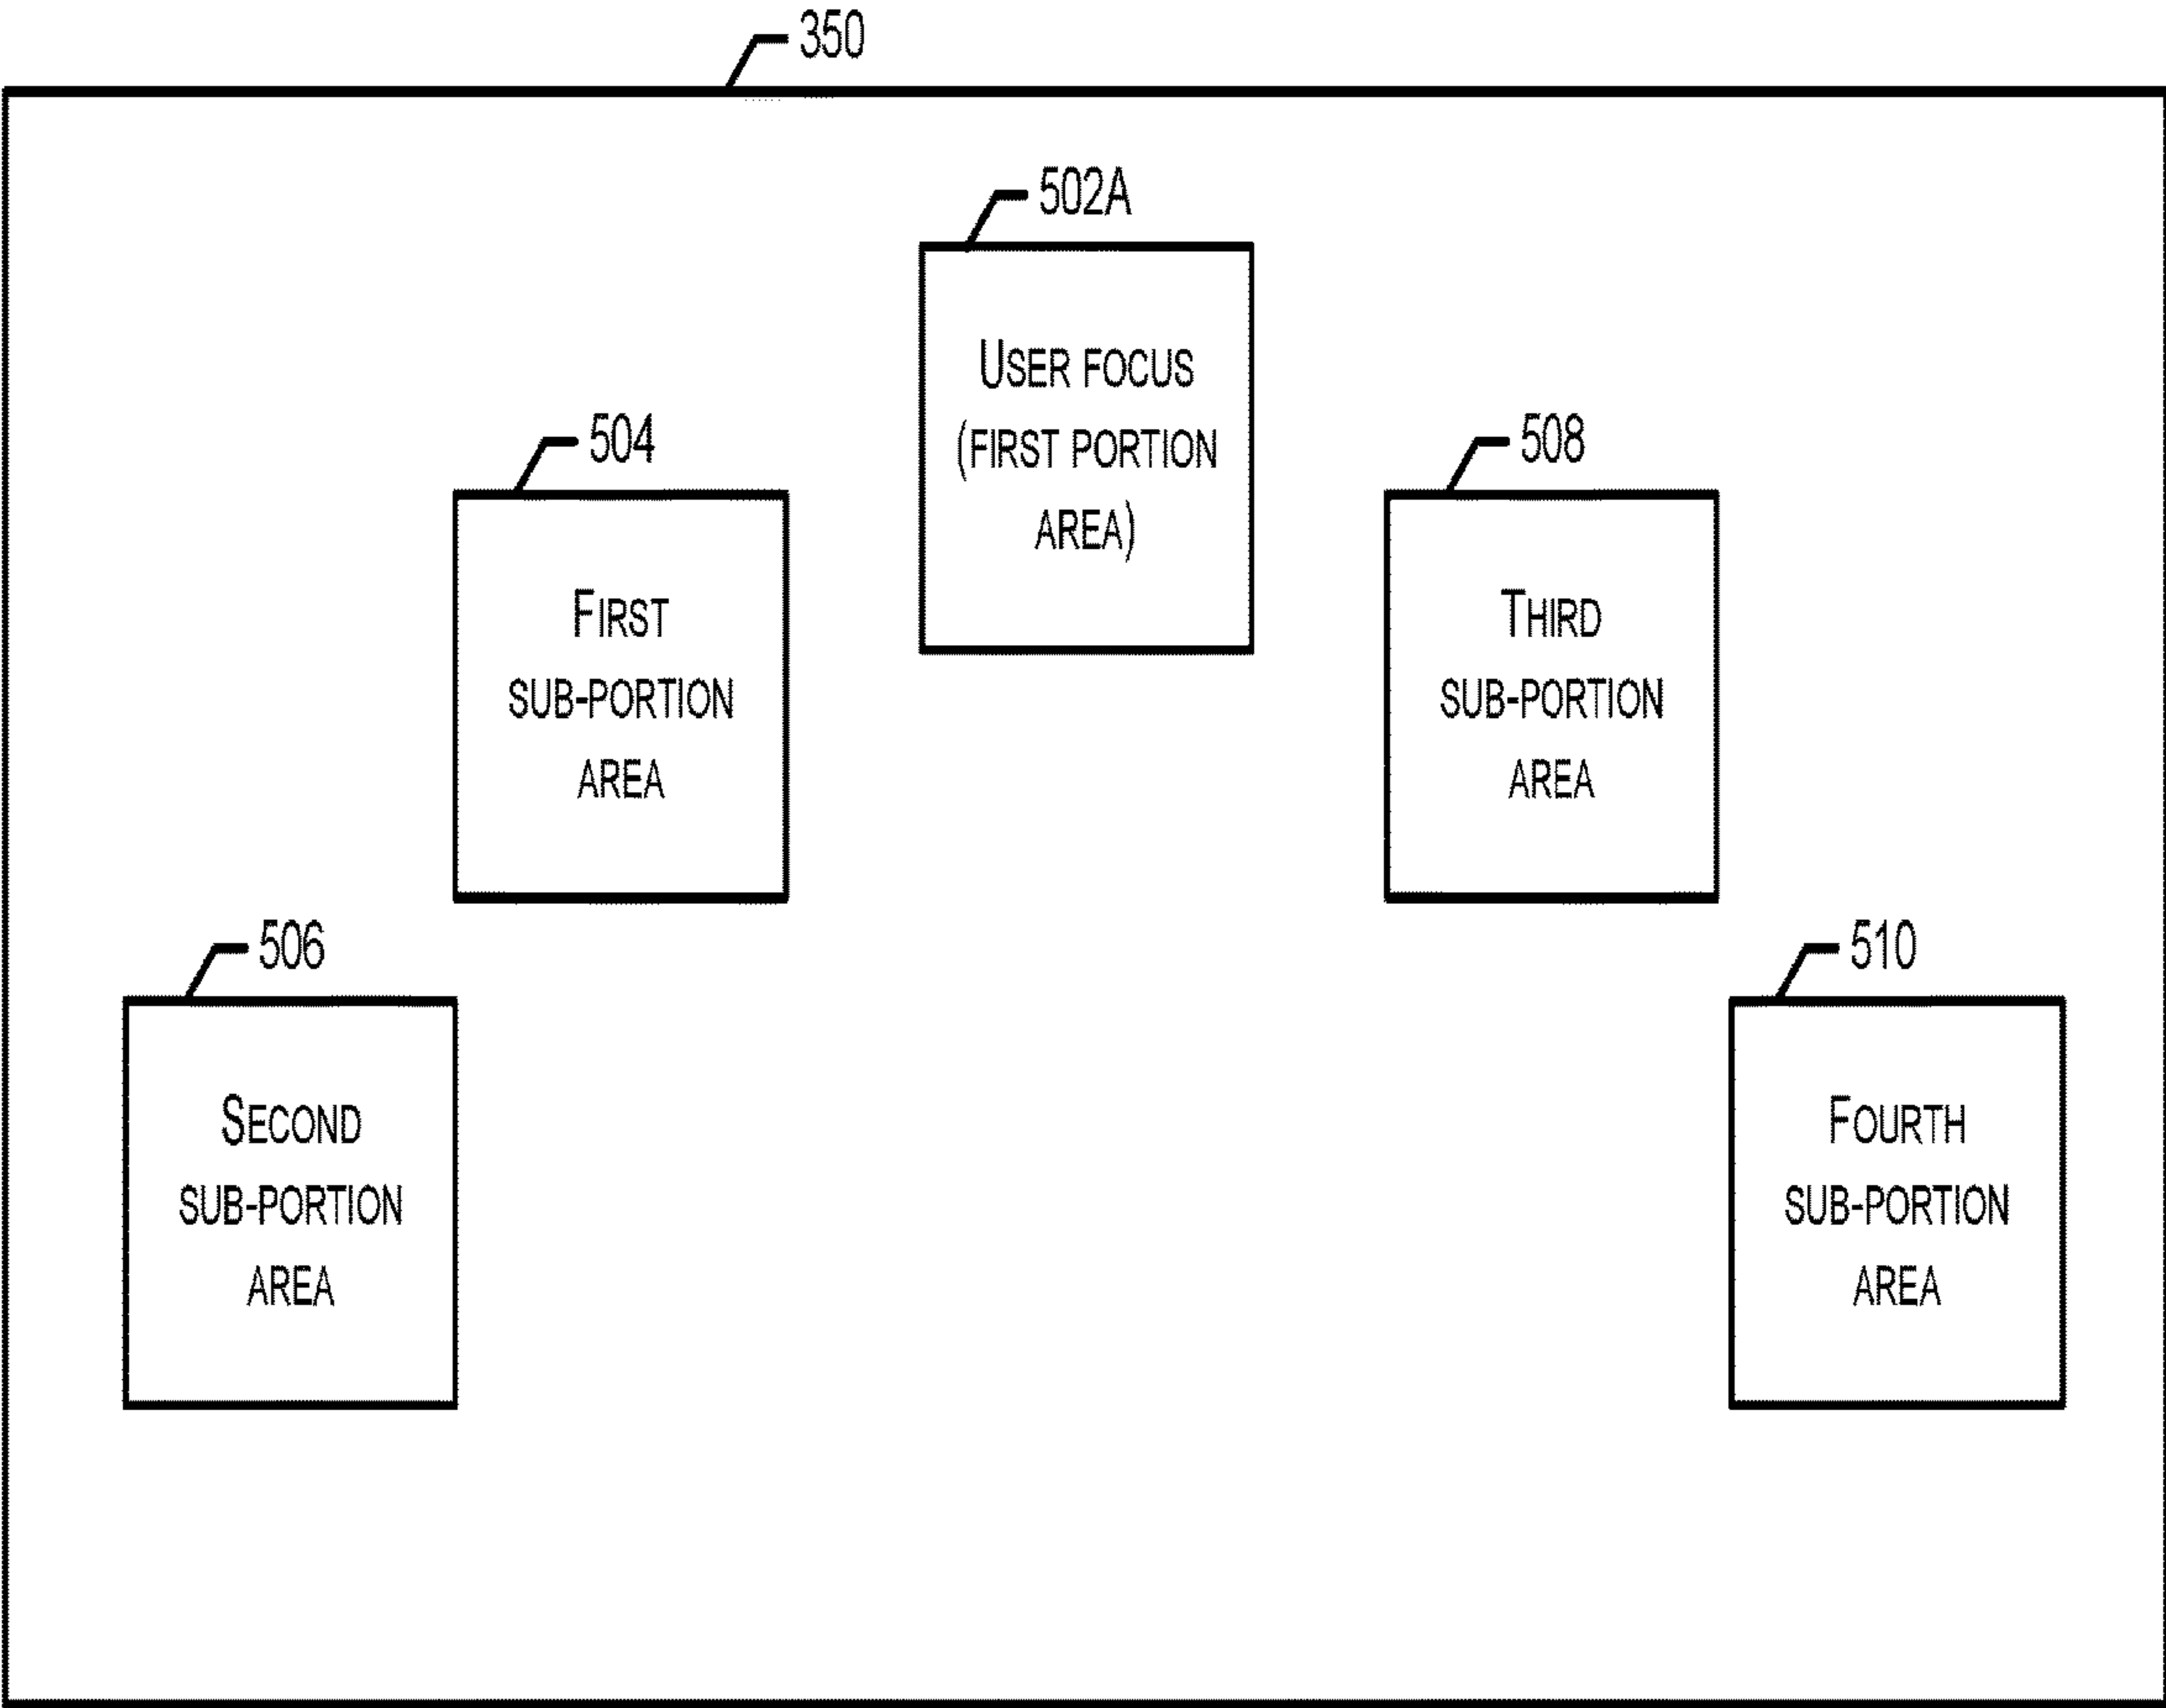 350
502A
User focus
(first portion
area)
504
First
sub-portion
area
508
Third
sub-portion
area
506
Second
sub-portion
area
510
Fourth
sub-portion
area